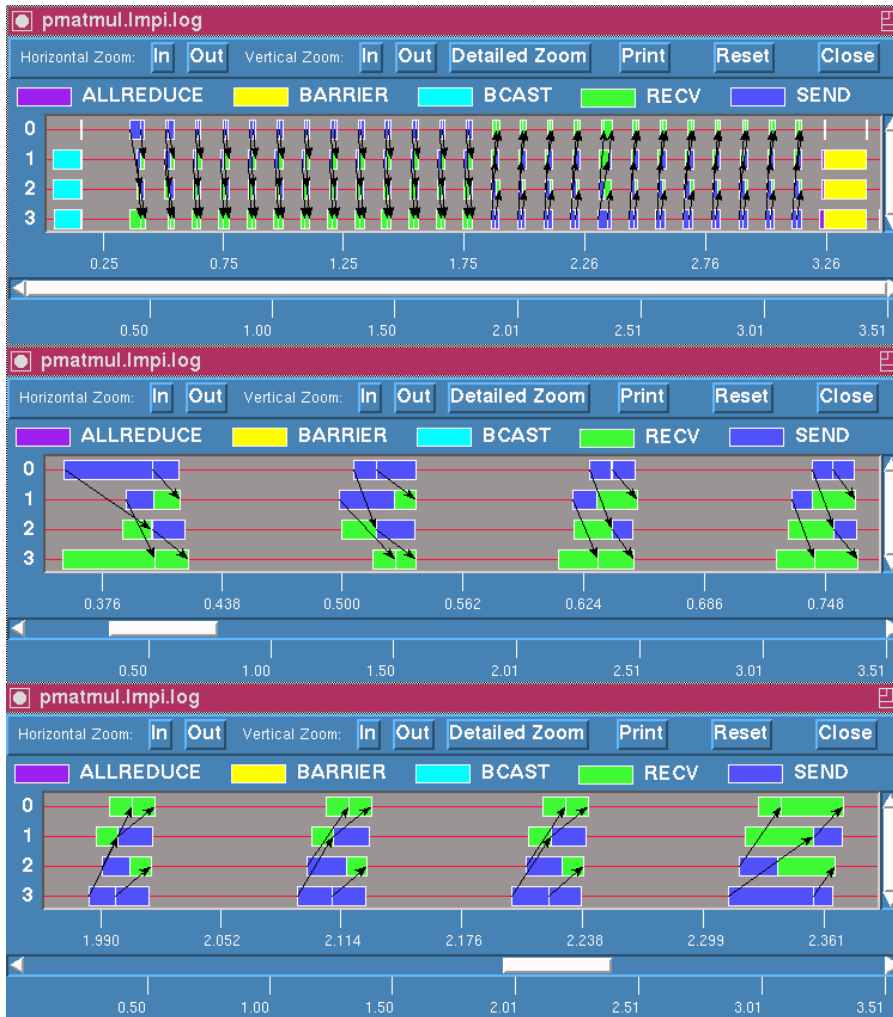 pmatmul.lmpi.log
Horizontal Zoom: In Out Vertical Zoom: In Out Detailed Zoom Print Reset Close
ALLREDUCE BARRIER BCAST RECV SEND
0
1
2
3
0.25 0.75 1.25 1.75 2.26 2.76 3.26
0.50 1.00 1.50 2.01 2.51 3.01 3.51
pmatmul.lmpi.log
Horizontal Zoom: In Out Vertical Zoom: In Out Detailed Zoom Print Reset Close
ALLREDUCE BARRIER BCAST RECV SEND
0
1
2
3
0.376 0.438 0.500 0.562 0.624 0.686 0.748
0.50 1.00 1.50 2.01 2.51 3.01 3.51
pmatmul.lmpi.log
Horizontal Zoom: In Out Vertical Zoom: In Out Detailed Zoom Print Reset Close
ALLREDUCE BARRIER BCAST RECV SEND
0
1
2
3
1.990 2.052 2.114 2.176 2.238 2.299 2.361
0.50 1.00 1.50 2.01 2.51 3.01 3.51